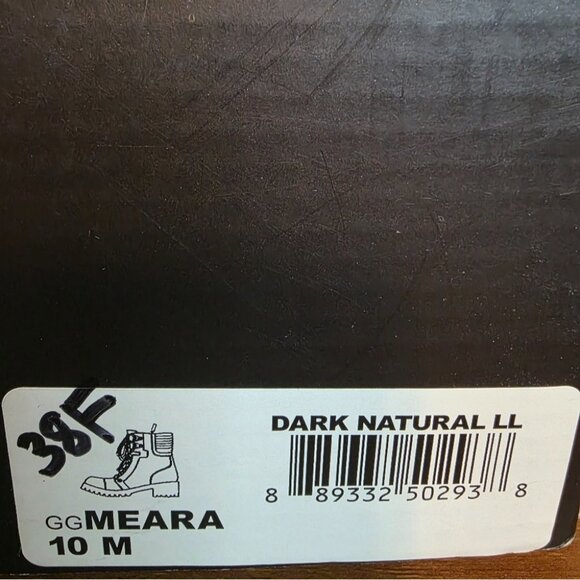 38F
DARK NATURAL LL
8 89332 50293 8
GGMEARA
10 M